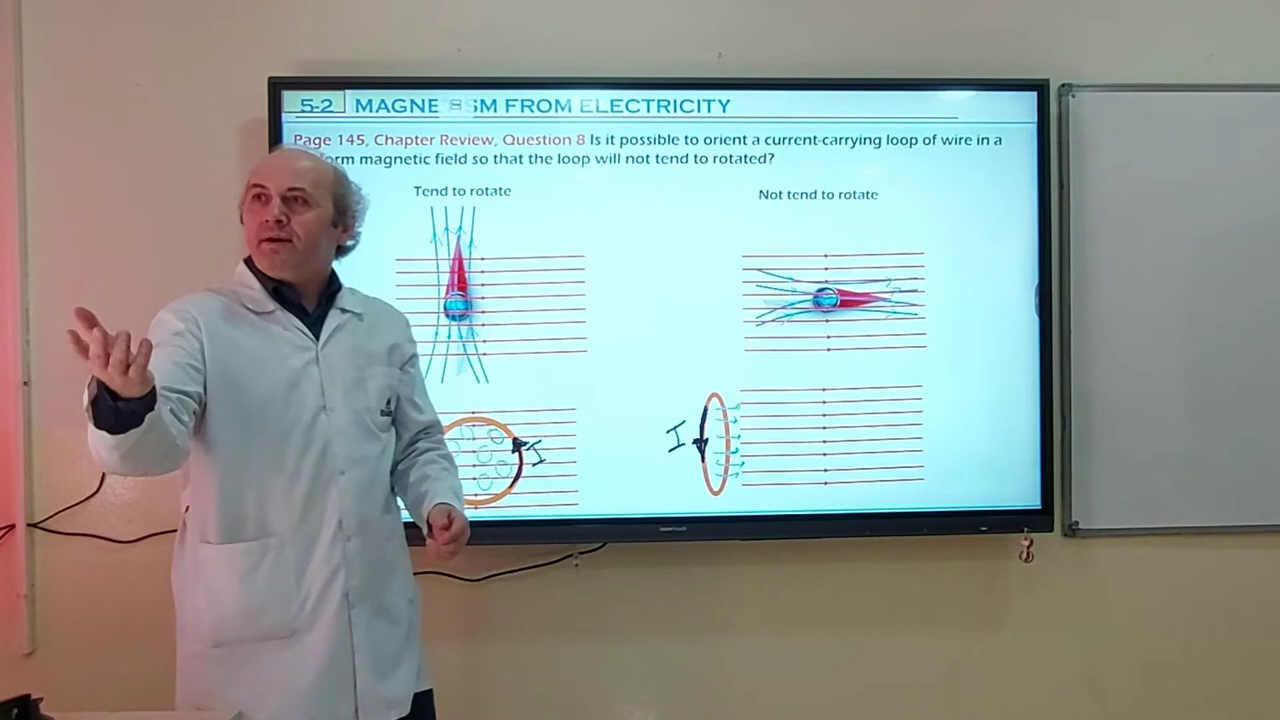 5-2 MAGNE 8 SM FROM ELECTRICITY
Page 145, Chapter Review, Question 8 Is it possible to orient a current-carrying loop of wire in a
form magnetic field so that the loop will not tend to rotated?
Tend to rotate
Not tend to rotate
I
I